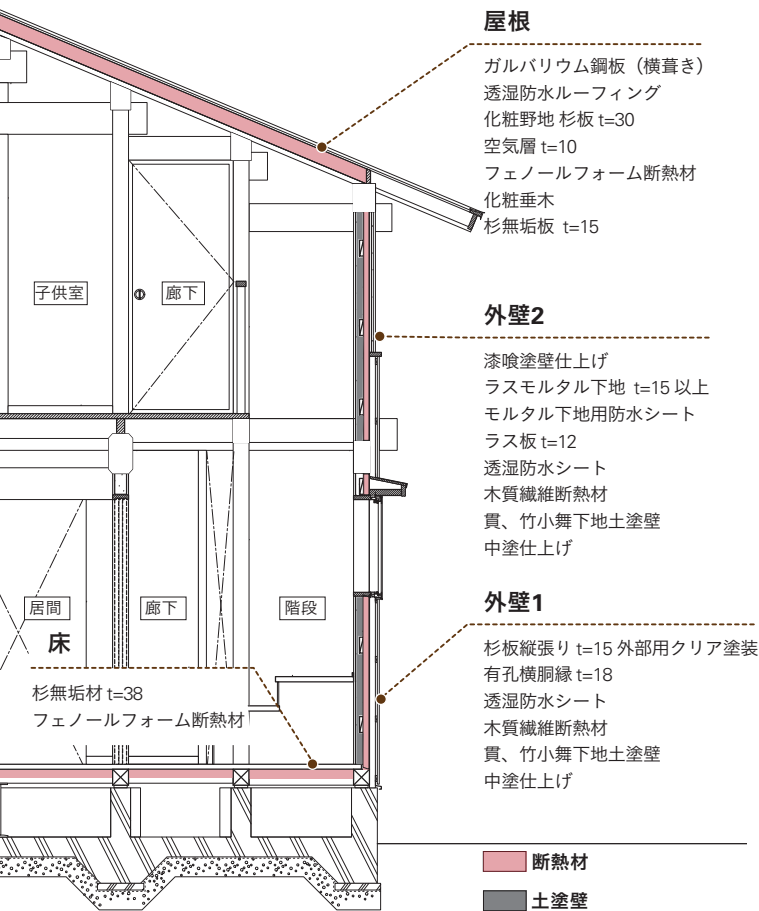 屋根
ガルバリウム鋼板（横葺き）
透湿防水ルーフィング
化粧野地 杉板 t=30
空気層 t=10
フェノールフォーム断熱材
化粧垂木
杉無垢板 t=15
子供室
廊下
外壁2
漆喰塗壁仕上げ
ラスモルタル下地 t=15 以上
モルタル下地用防水シート
ラス板 t=12
透湿防水シート
木質繊維断熱材
貫、竹小舞下地土塗壁
中塗仕上げ
居間
廊下
階段
床
杉無垢材 t=38
フェノールフォーム断熱材
外壁1
杉板縦張り t=15 外部用クリア塗装
有孔横胴縁 t=18
透湿防水シート
木質繊維断熱材
貫、竹小舞下地土塗壁
中塗仕上げ
断熱材
土塗壁